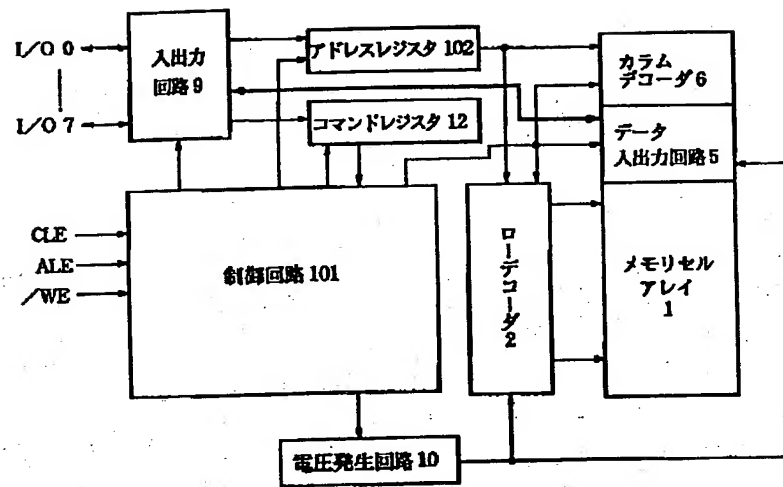 I/O 0
I/O 7
入出力
回路 9
アドレスレジスタ 102
コマンドレジスタ 12
カラム
デコーダ 6
データ
入出力回路 5
CLE
ALE
/WE
制御回路 101
ローデコーダ 2
メモリセル
アレイ
1
電圧発生回路 10